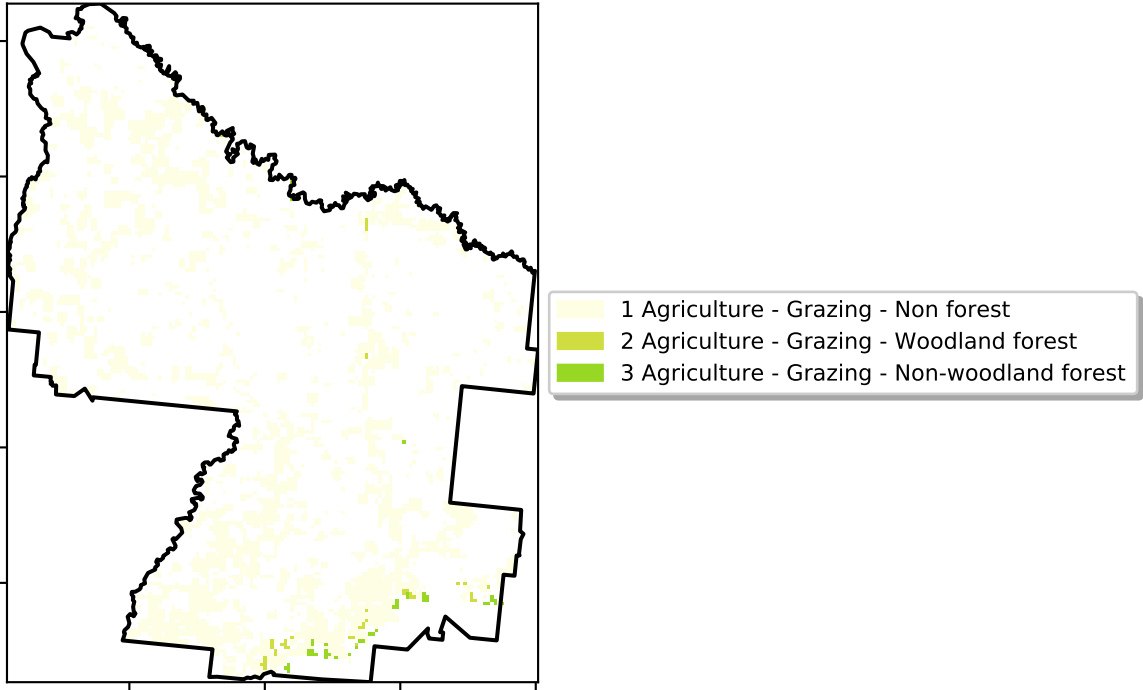 1 Agriculture - Grazing - Non forest
2 Agriculture - Grazing - Woodland forest
3 Agriculture - Grazing - Non-woodland forest